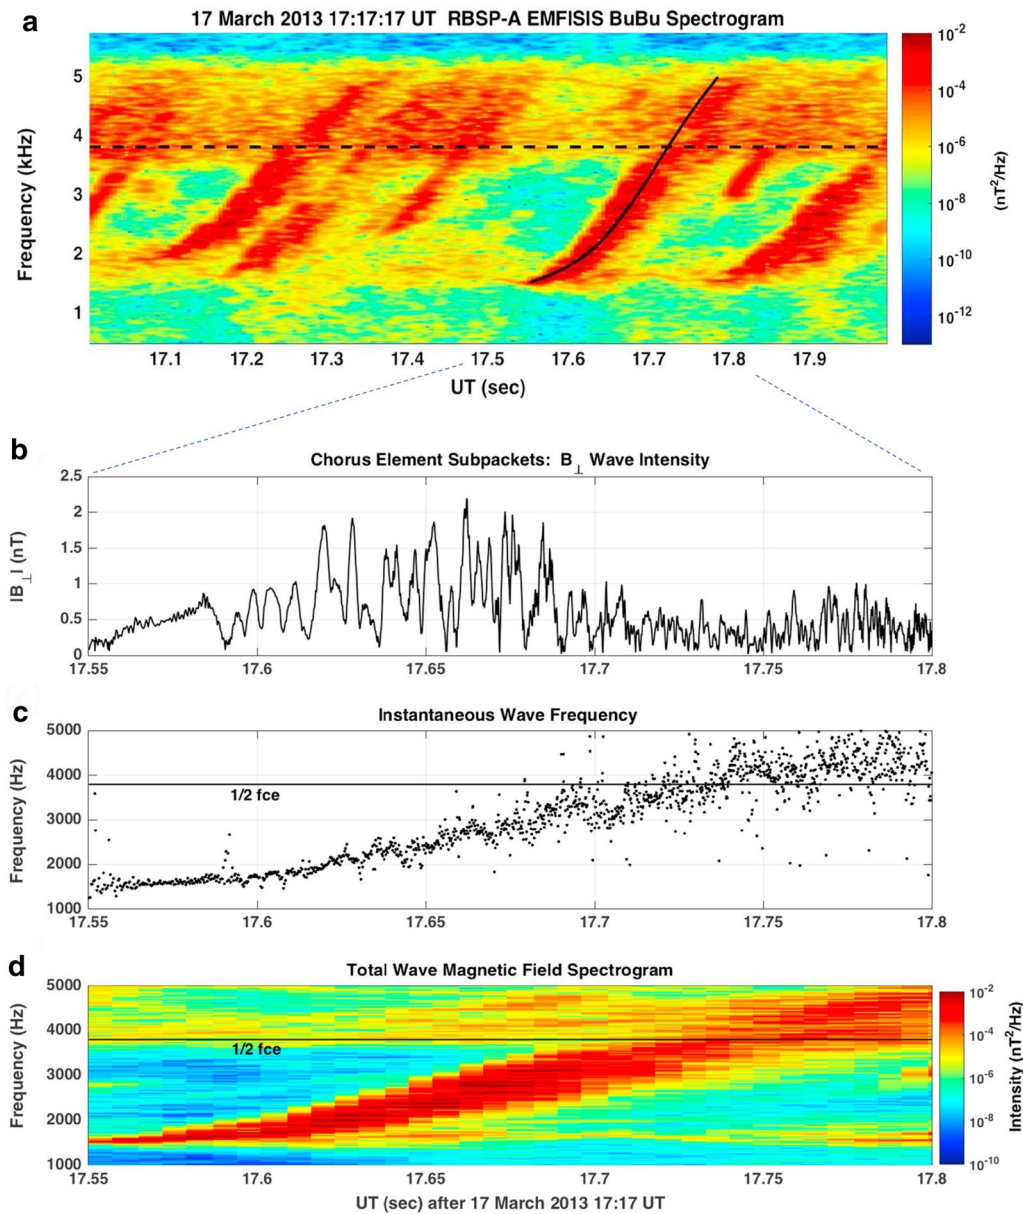 a
17 March 2013 17:17:17 UT RBSP-A EMFISIS BuBu Spectrogram
Frequency (kHz)
5
4
3
2
1
17.1 17.2 17.3 17.4 17.5 17.6 17.7 17.8 17.9
UT (sec)
10-2
10-4
10-6
10-8
10-10
10-12
(nT2/Hz)
b
Chorus Element Subpackets: B⊥ Wave Intensity
|B⊥| (nT)
2.5
2
1.5
1
0.5
0
17.55 17.6 17.65 17.7 17.75 17.8
c
Instantaneous Wave Frequency
Frequency (Hz)
5000
4000
3000
2000
1000
1/2 fce
17.55 17.6 17.65 17.7 17.75 17.8
d
Total Wave Magnetic Field Spectrogram
Frequency (Hz)
5000
4000
3000
2000
1000
1/2 fce
17.55 17.6 17.65 17.7 17.75 17.8
UT (sec) after 17 March 2013 17:17 UT
10-2
10-4
10-6
10-8
10-10
Intensity (nT2/Hz)